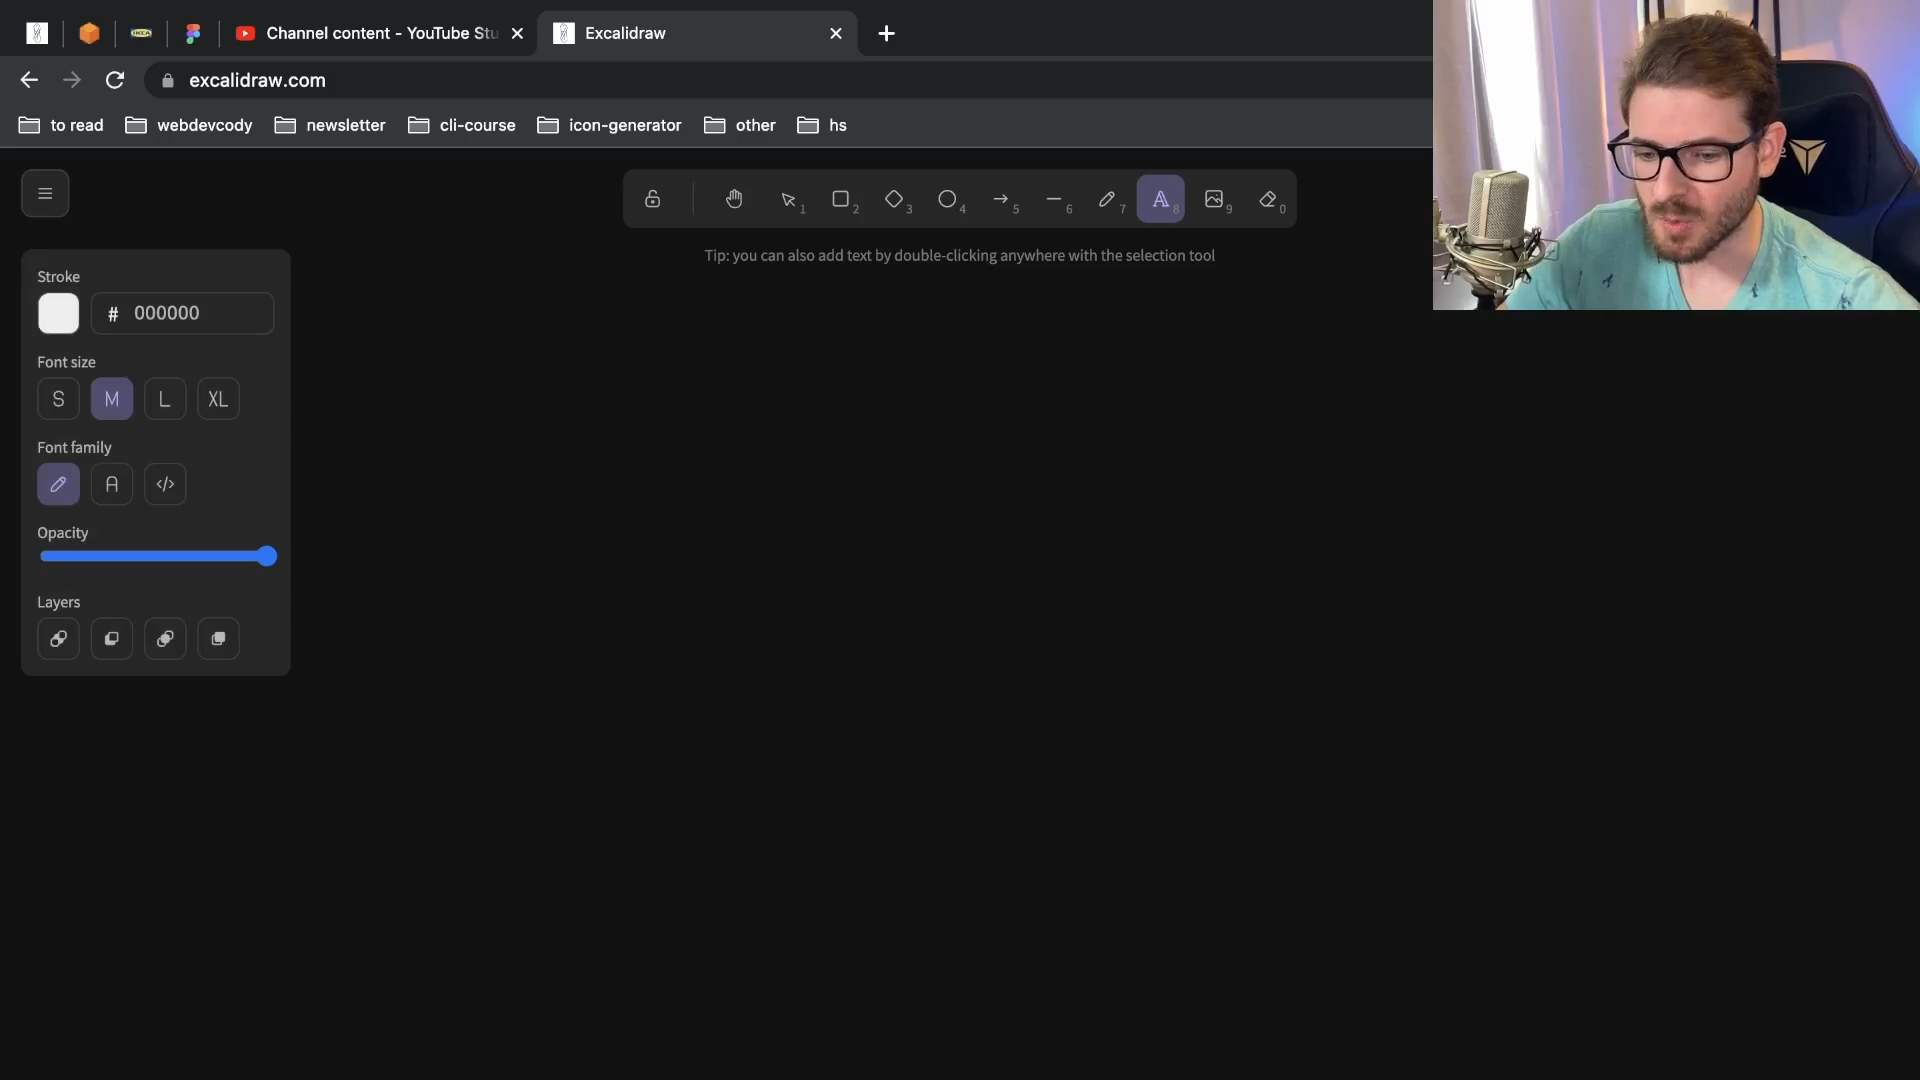 Channel content - YouTube Stu
Excalidraw
excalidraw.com
to read
webdevcody
newsletter
cli-course
icon-generator
other
hs
1
2
3
4
5
6
7
A 8
9
0
Tip: you can also add text by double-clicking anywhere with the selection tool
Stroke
# 000000
Font size
S M L XL
Font family
A </>
Opacity
Layers
IKEA